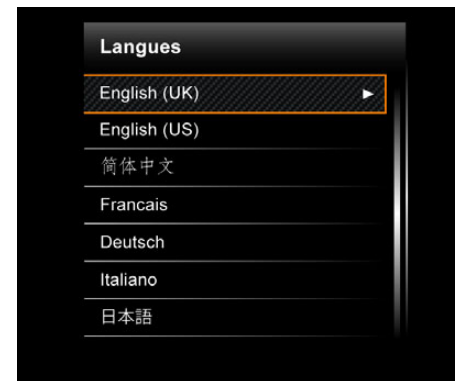 Langues
English (UK)
English (US)
简体中文
Francais
Deutsch
Italiano
日本語